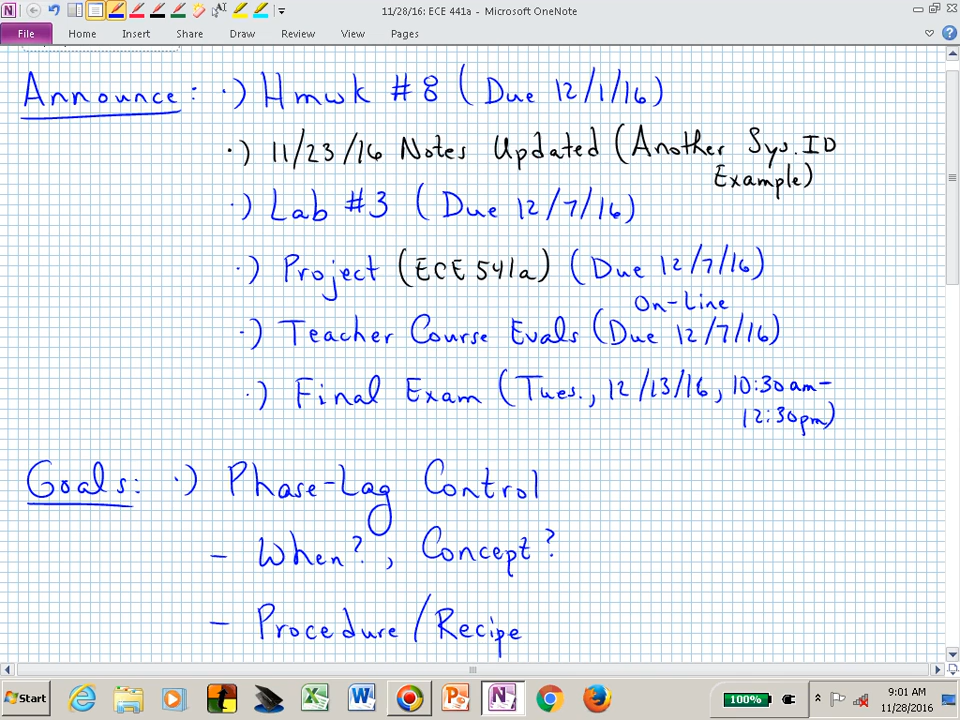 11/28/16: ECE 441a - Microsoft OneNote
File Home Insert Share Draw Review View Pages
Announce: ·) Hmwk #8 (Due 12/1/16)
·) 11/23/16 Notes Updated (Another Sys. ID
Example)
·) Lab #3 (Due 12/7/16)
·) Project (ECE 541a) (Due 12/7/16)
On-Line
·) Teacher Course Evals (Due 12/7/16)
·) Final Exam (Tues., 12/13/16, 10:30am-
12:30pm)
Goals: ·) Phase-Lag Control
- When?, Concept?
- Procedure/Recipe
Start 100% 9:01 AM
11/28/2016